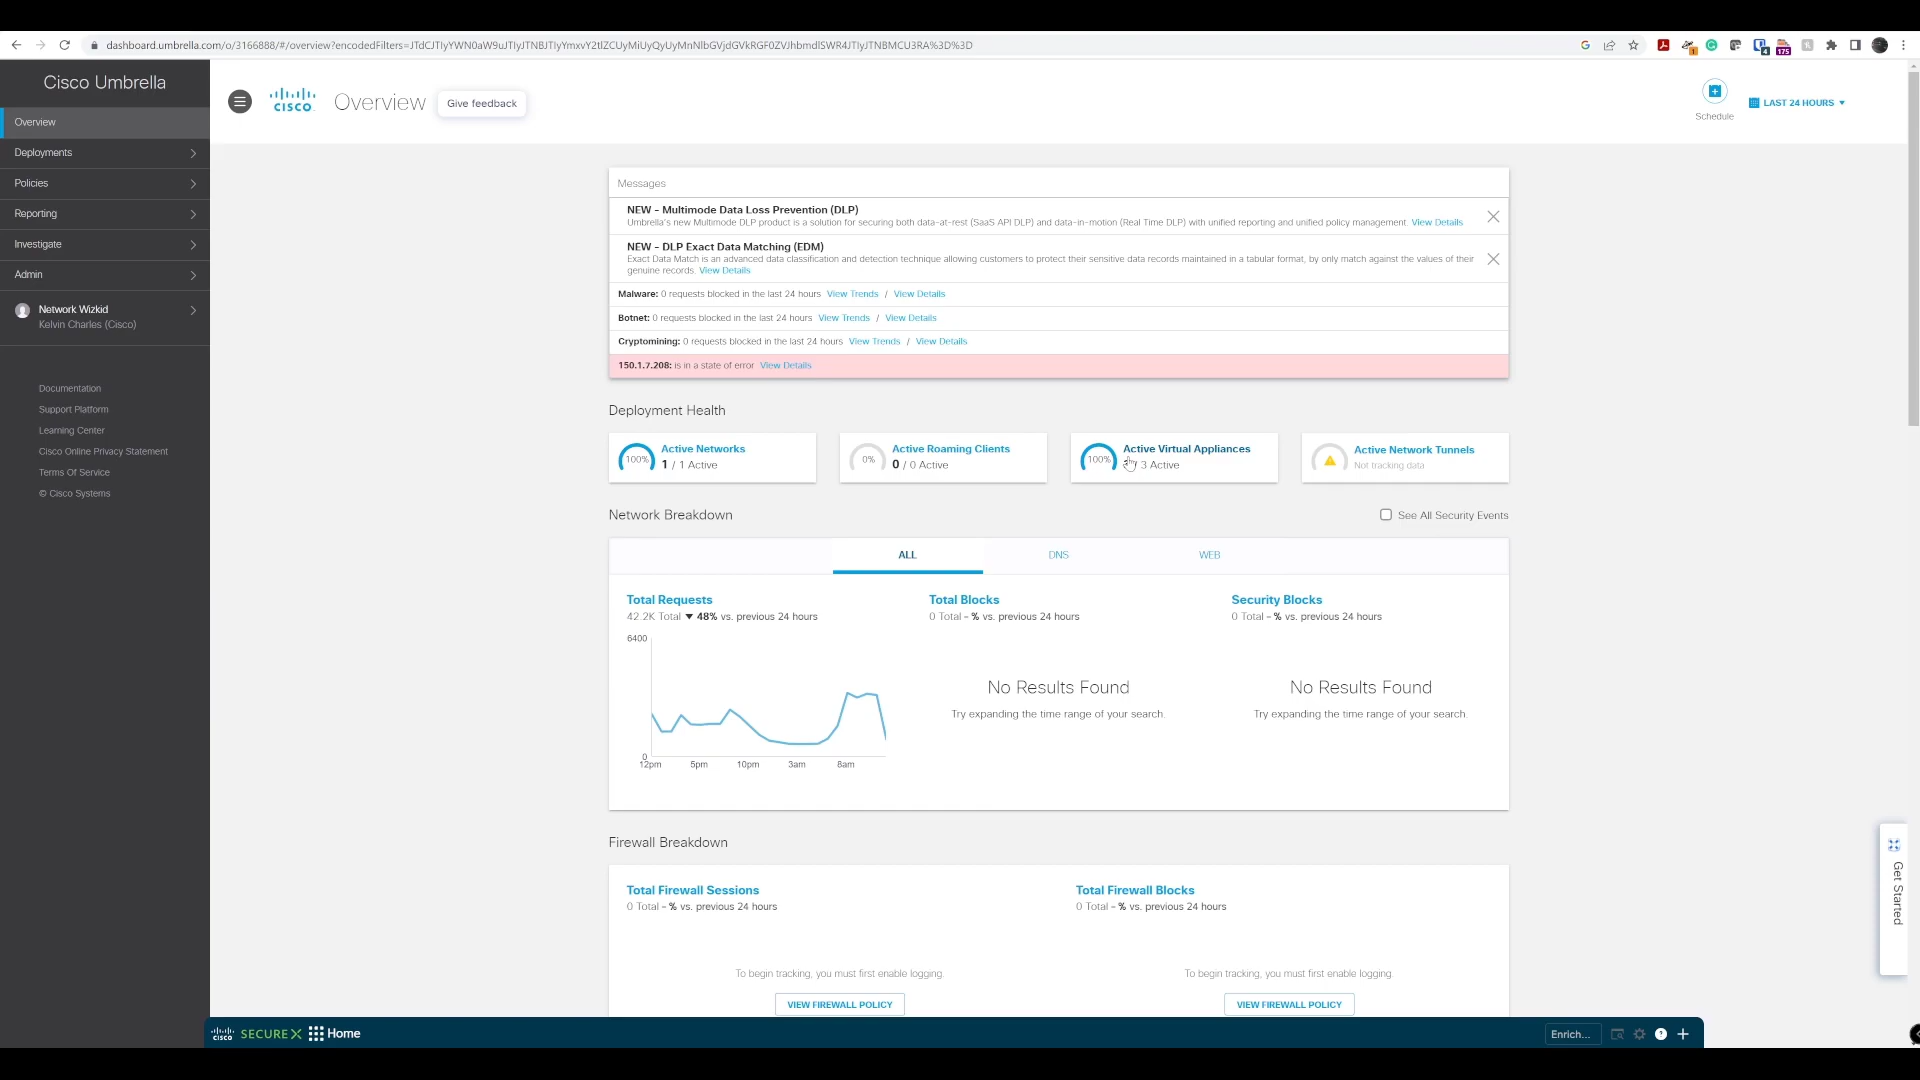 dashboard.umbrella.com/o/3166888/#/overview?encodedFilters=JTdCJTIyYWN0aW9uJTIyJTNBJTIyYmxvY2tlZCUyMiUyQyUyMnNlbGVjdGVkRGF0ZVJhbmdlSWR4JTIyJTNBMCU3RA%3D%3D
4
175
Cisco Umbrella
Overview
Deployments
Policies
Reporting
Investigate
Admin
Network Wizkid
Kelvin Charles (Cisco)
Documentation
Support Platform
Learning Center
Cisco Online Privacy Statement
Terms Of Service
© Cisco Systems
CISCO
Overview
Give feedback
Schedule
LAST 24 HOURS
Messages
NEW - Multimode Data Loss Prevention (DLP)
Umbrella's new Multimode DLP product is a solution for securing both data-at-rest (SaaS API DLP) and data-in-motion (Real Time DLP) with unified reporting and unified policy management. View Details
NEW - DLP Exact Data Matching (EDM)
Exact Data Match is an advanced data classification and detection technique allowing customers to protect their sensitive data records maintained in a tabular format, by only match against the values of their
genuine records. View Details
Malware: 0 requests blocked in the last 24 hours View Trends / View Details
Botnet: 0 requests blocked in the last 24 hours View Trends / View Details
Cryptomining: 0 requests blocked in the last 24 hours View Trends / View Details
150.1.7.208: is in a state of error View Details
Deployment Health
100%
Active Networks
1 / 1 Active
0%
Active Roaming Clients
0 / 0 Active
100%
Active Virtual Appliances
/ 3 Active
Active Network Tunnels
Not tracking data
Network Breakdown
See All Security Events
ALL
DNS
WEB
Total Requests
42.2K Total ▼ 48% vs. previous 24 hours
6400
0
12pm 5pm 10pm 3am 8am
Total Blocks
0 Total - % vs. previous 24 hours
No Results Found
Try expanding the time range of your search.
Security Blocks
0 Total - % vs. previous 24 hours
No Results Found
Try expanding the time range of your search.
Firewall Breakdown
Total Firewall Sessions
0 Total - % vs. previous 24 hours
To begin tracking, you must first enable logging.
VIEW FIREWALL POLICY
Total Firewall Blocks
0 Total - % vs. previous 24 hours
To begin tracking, you must first enable logging.
VIEW FIREWALL POLICY
Get Started
CISCO SECUREX Home
Enrich...